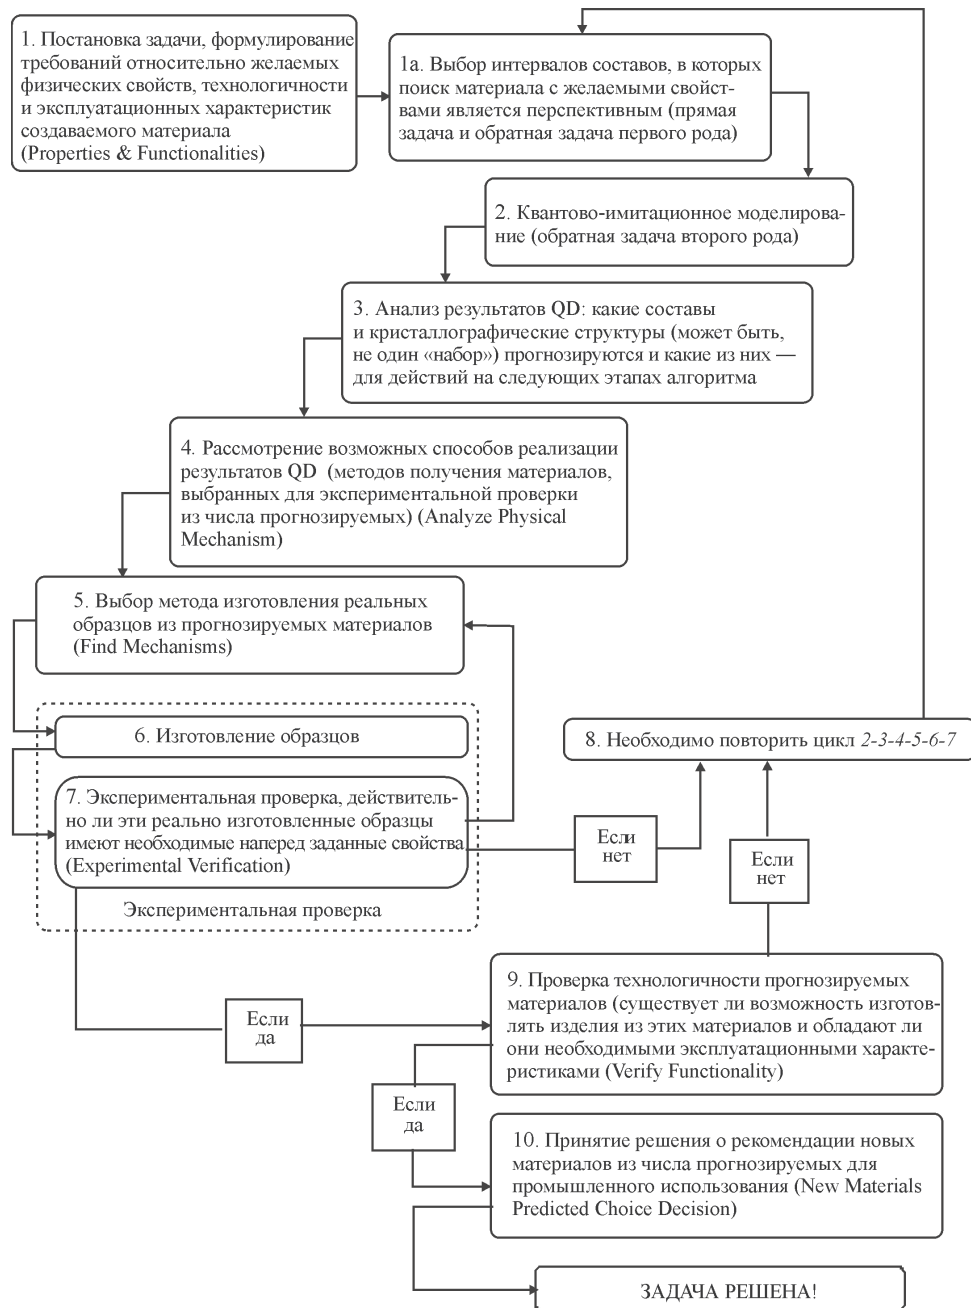 1. Постановка задачи, формулирование
требований относительно желаемых
физических свойств, технологичности
и эксплуатационных характеристик
создаваемого материала
(Properties & Functionalities)
1а. Выбор интервалов составов, в которых
поиск материала с желаемыми свойст-
вами является перспективным (прямая
задача и обратная задача первого рода)
2. Квантово-имитационное моделирова-
ние (обратная задача второго рода)
3. Анализ результатов QD: какие составы
и кристаллографические структуры (может быть,
не один «набор») прогнозируются и какие из них —
для действий на следующих этапах алгоритма
4. Рассмотрение возможных способов реализации
результатов QD (методов получения материалов,
выбранных для экспериментальной проверки
из числа прогнозируемых) (Analyze Physical
Mechanism)
5. Выбор метода изготовления реальных
образцов из прогнозируемых материалов
(Find Mechanisms)
6. Изготовление образцов
8. Необходимо повторить цикл 2-3-4-5-6-7
7. Экспериментальная проверка, действитель-
но ли эти реально изготовленные образцы
имеют необходимые наперед заданные свойства
(Experimental Verification)
Если
нет
Если
нет
Экспериментальная проверка
9. Проверка технологичности прогнозируемых
материалов (существует ли возможность изготов-
лять изделия из этих материалов и обладают ли
они необходимыми эксплуатационными характе-
ристиками (Verify Functionality)
Если
да
Если
да
10. Принятие решения о рекомендации новых
материалов из числа прогнозируемых для
промышленного использования (New Materials
Predicted Choice Decision)
ЗАДАЧА РЕШЕНА!